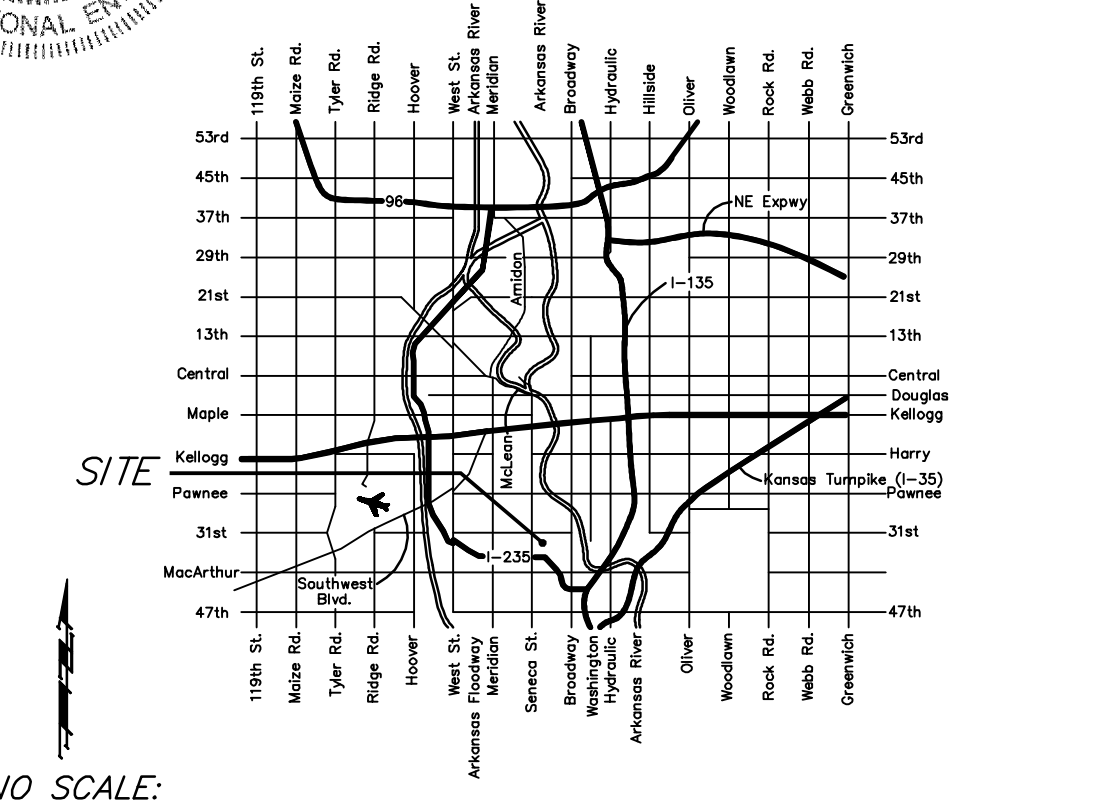 ONAL EN
119th St.
Maize Rd.
Tyler Rd.
Ridge Rd.
Hoover
West St.
Arkansas River
Meridian
Arkansas River
Broadway
Hydraulic
Hillside
Oliver
Woodlawn
Rock Rd.
Webb Rd.
Greenwich
53rd
53rd
45th
45th
96
NE Expwy
37th
37th
29th
29th
Amidon
I-135
21st
21st
13th
13th
Central
Central
Douglas
Maple
Kellogg
Kellogg
Harry
SITE
McLean
Kansas Turnpike (I-35)
Pawnee
Pawnee
31st
31st
I-235
MacArthur
Southwest
Blvd.
47th
47th
119th St.
Maize Rd.
Tyler Rd.
Ridge Rd.
Hoover
West St.
Arkansas Floodway
Meridian
Seneca St.
Broadway
Washington
Hydraulic
Arkansas River
Oliver
Woodlawn
Rock Rd.
Webb Rd.
Greenwich
NO SCALE: